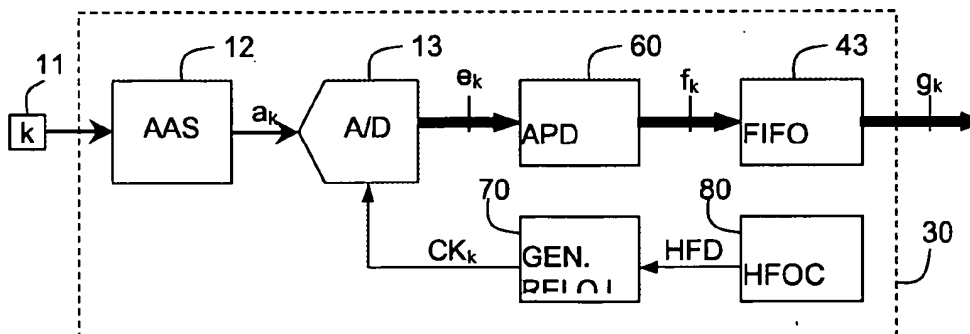 11
12
13
60
43
k
AAS
aₖ
A/D
eₖ
APD
fₖ
FIFO
gₖ
70
80
30
CKₖ
GEN.
RELOJ
HFD
HFOC